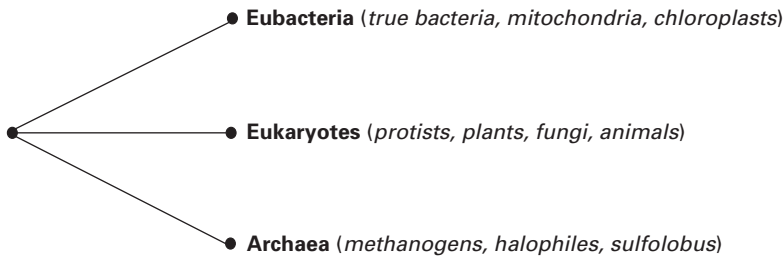 Eubacteria (true bacteria, mitochondria, chloroplasts)
Eukaryotes (protists, plants, fungi, animals)
Archaea (methanogens, halophiles, sulfolobus)